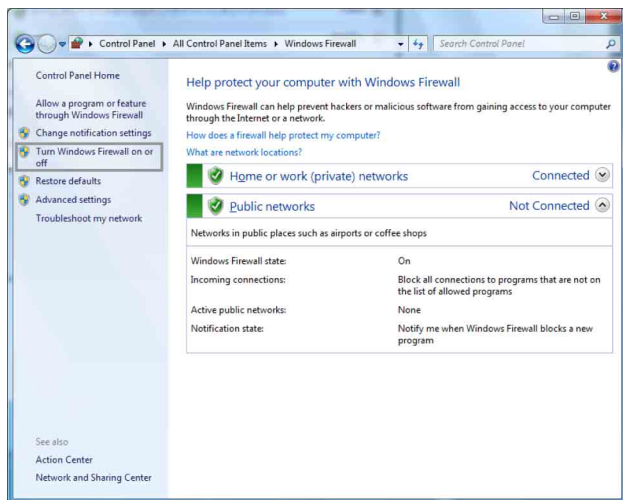 Control Panel ▸ All Control Panel Items ▸ Windows Firewall
Search Control Panel
Control Panel Home
Allow a program or feature
through Windows Firewall
Change notification settings
Turn Windows Firewall on or
off
Restore defaults
Advanced settings
Troubleshoot my network
See also
Action Center
Network and Sharing Center
Help protect your computer with Windows Firewall
Windows Firewall can help prevent hackers or malicious software from gaining access to your computer
through the Internet or a network.
How does a firewall help protect my computer?
What are network locations?
Home or work (private) networks Connected
Public networks Not Connected
Networks in public places such as airports or coffee shops
Windows Firewall state: On
Incoming connections: Block all connections to programs that are not on
the list of allowed programs
Active public networks: None
Notification state: Notify me when Windows Firewall blocks a new
program